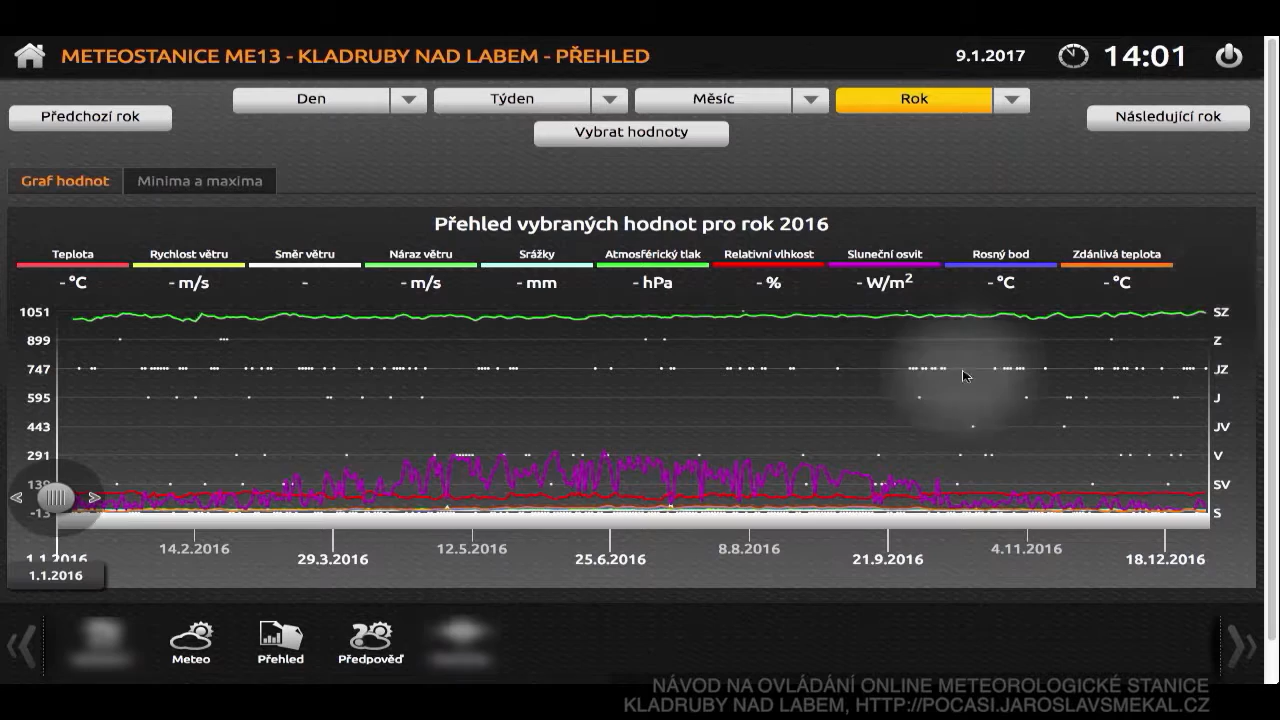 METEOSTANICE ME13 - KLADRUBY NAD LABEM - PŘEHLED 9.1.2017 14:01
Den Týden Měsíc Rok
Předchozí rok Vybrat hodnoty Následující rok
Graf hodnot Minima a maxima
Přehled vybraných hodnot pro rok 2016
Teplota Rychlost větru Směr větru Náraz větru Srážky Atmosférický tlak Relativní vlhkost Sluneční osvit Rosný bod Zdánlivá teplota
- °C - m/s - - m/s - mm - hPa - % - W/m² - °C - °C
1051 SZ
899 Z
747 JZ
595 J
443 JV
291 V
SV
-13 S
14.2.2016 12.5.2016 8.8.2016 4.11.2016
1.1.2016 29.3.2016 25.6.2016 21.9.2016 18.12.2016
1.1.2016
Meteo Přehled Předpověď
NÁVOD NA OVLÁDÁNÍ ONLINE METEOROLOGICKÉ STANICE
KLADRUBY NAD LABEM, HTTP://POCASI.JAROSLAVSMEKAL.CZ